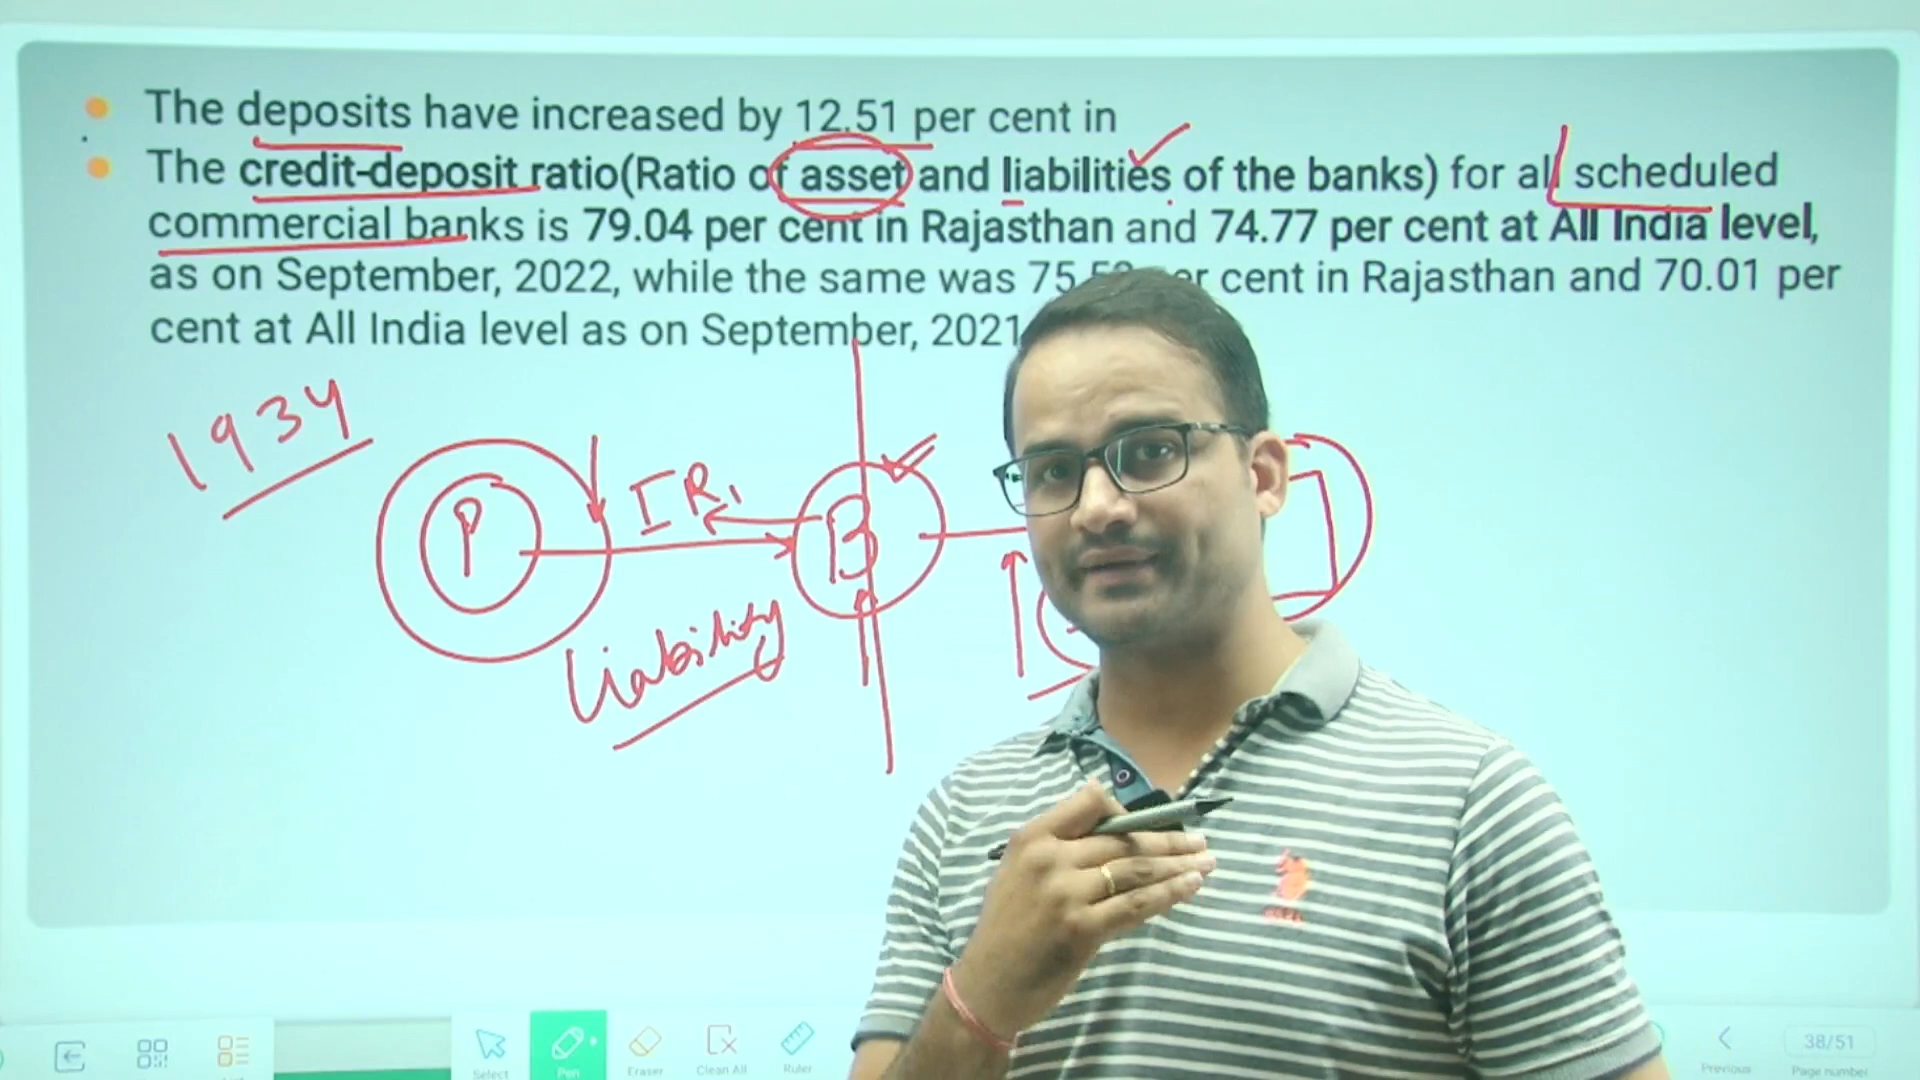 The deposits have increased by 12.51 per cent in
The credit-deposit ratio(Ratio of asset and liabilities of the banks) for all scheduled
commercial banks is 79.04 per cent in Rajasthan and 74.77 per cent at All India level,
as on September, 2022, while the same was cent in Rajasthan and 70.01 per
cent at All India level as on September, 2021
1934
P
IR1
B
Liability
Select
Pen
Eraser
Clean All
Ruler
Previous
38/51
Page number